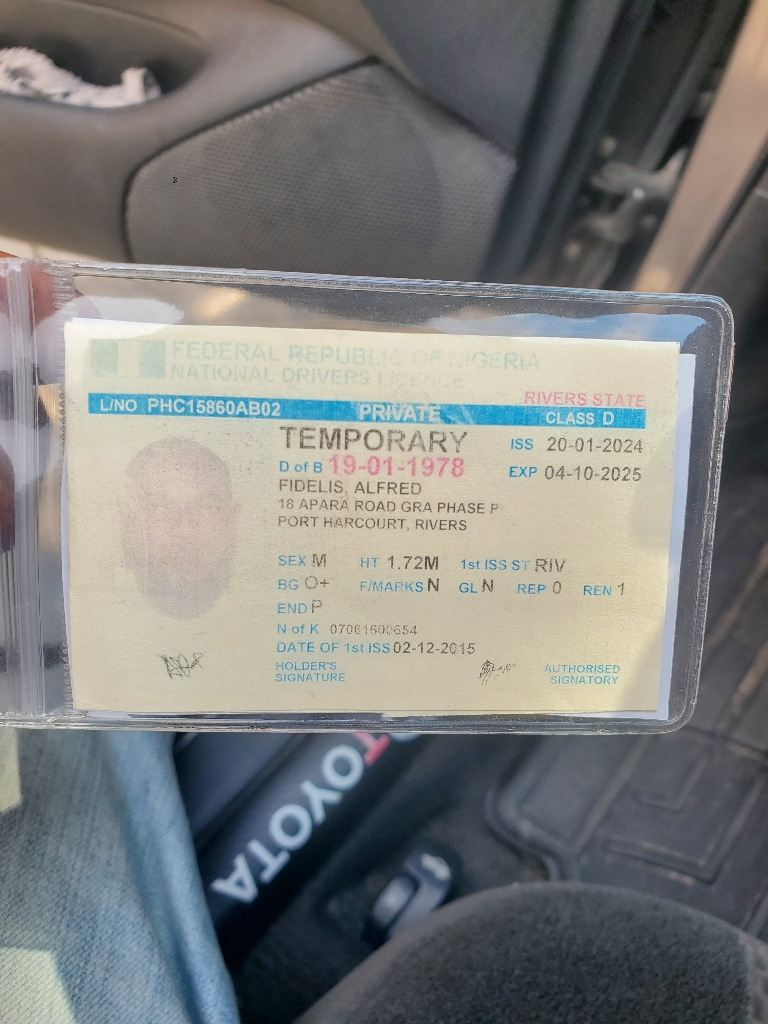 FEDERAL REPUBLIC OF NIGERIA
NATIONAL DRIVERS LICENCE
RIVERS STATE
L/NO PHC15860AB02 PRIVATE CLASS D
TEMPORARY ISS 20-01-2024
D of B 19-01-1978 EXP 04-10-2025
FIDELIS, ALFRED
18 APARA ROAD GRA PHASE P
PORT HARCOURT, RIVERS
SEX M HT 1.72M 1st ISS ST RIV
BG O+ F/MARKS N GL N REP 0 REN 1
END P
N of K 07061600654
DATE OF 1st ISS 02-12-2015
HOLDER'S SIGNATURE
AUTHORISED SIGNATORY
TOYOTA